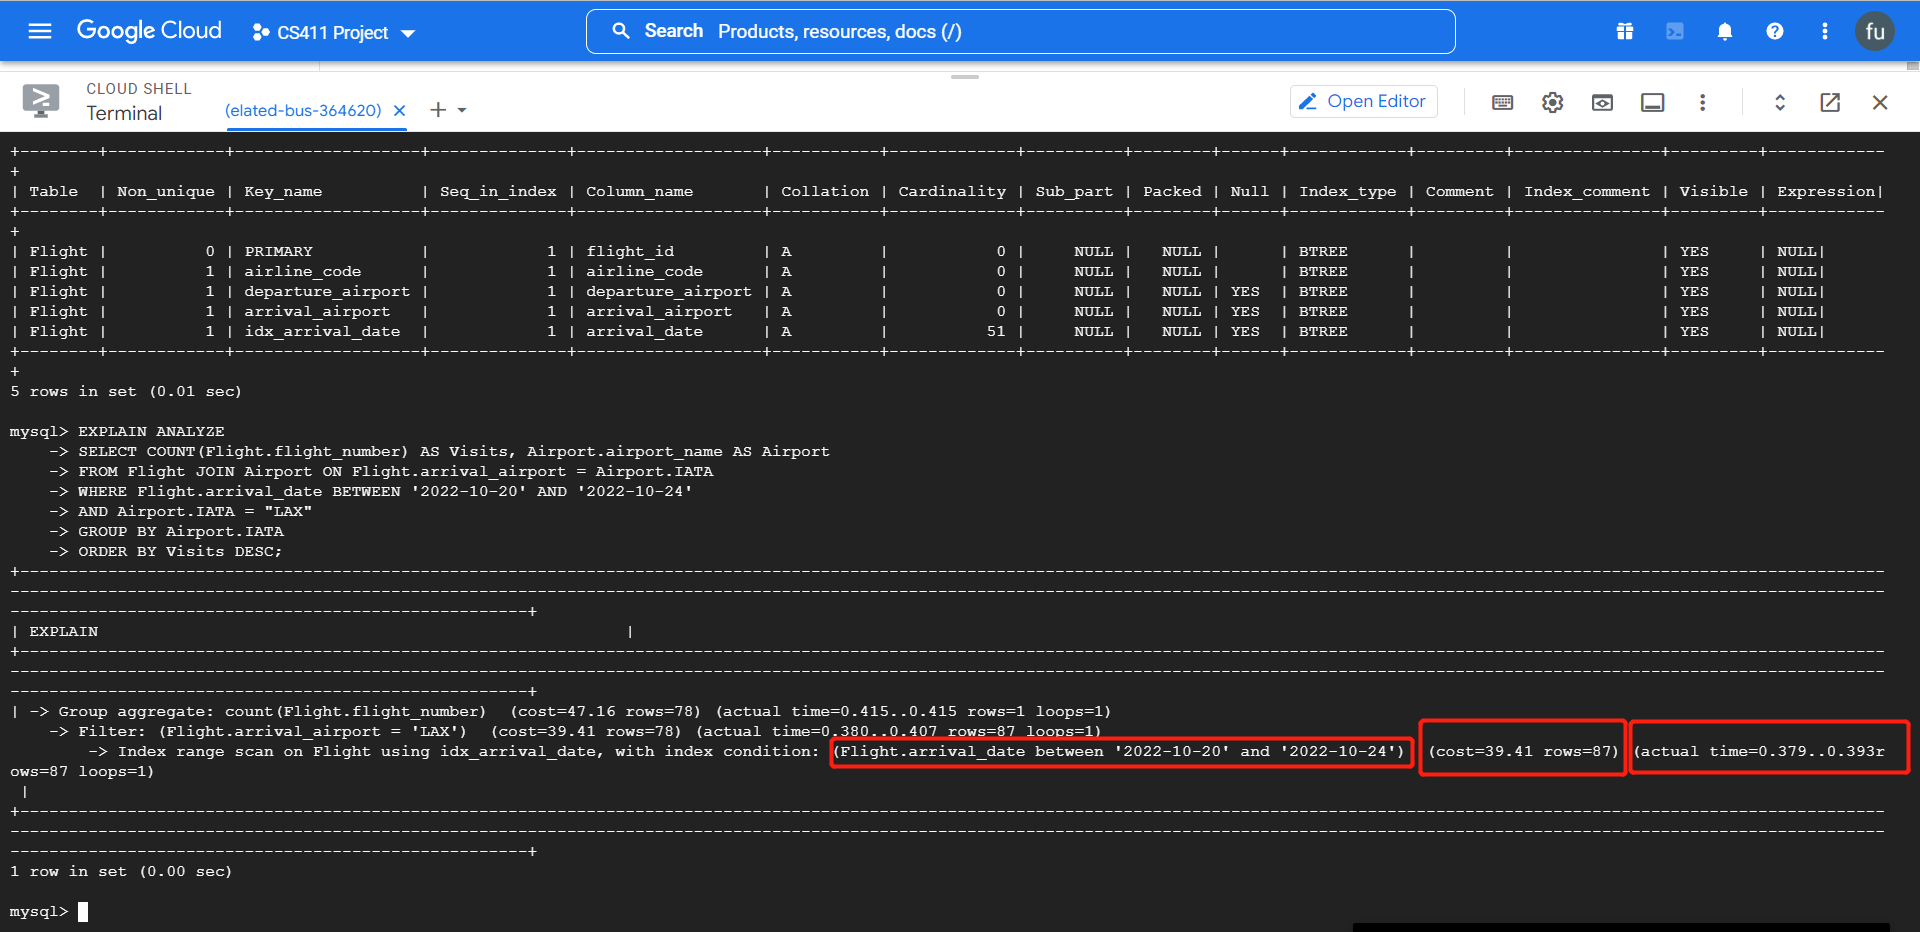 Google Cloud CS411 Project Search Products, resources, docs (/) fu
CLOUD SHELL
Terminal (elated-bus-364620) Open Editor
+--------+------------+-------------------+--------------+-------------------+-----------+-------------+----------+--------+------+------------+---------+---------------+---------+------------
+
| Table | Non_unique | Key_name | Seq_in_index | Column_name | Collation | Cardinality | Sub_part | Packed | Null | Index_type | Comment | Index_comment | Visible | Expression|
+--------+------------+-------------------+--------------+-------------------+-----------+-------------+----------+--------+------+------------+---------+---------------+---------+------------
+
| Flight | 0 | PRIMARY | 1 | flight_id | A | 0 | NULL | NULL | | BTREE | | | YES | NULL|
| Flight | 1 | airline_code | 1 | airline_code | A | 0 | NULL | NULL | | BTREE | | | YES | NULL|
| Flight | 1 | departure_airport | 1 | departure_airport | A | 0 | NULL | NULL | YES | BTREE | | | YES | NULL|
| Flight | 1 | arrival_airport | 1 | arrival_airport | A | 0 | NULL | NULL | YES | BTREE | | | YES | NULL|
| Flight | 1 | idx_arrival_date | 1 | arrival_date | A | 51 | NULL | NULL | YES | BTREE | | | YES | NULL|
+--------+------------+-------------------+--------------+-------------------+-----------+-------------+----------+--------+------+------------+---------+---------------+---------+------------
+
5 rows in set (0.01 sec)
mysql> EXPLAIN ANALYZE
-> SELECT COUNT(Flight.flight_number) AS Visits, Airport.airport_name AS Airport
-> FROM Flight JOIN Airport ON Flight.arrival_airport = Airport.IATA
-> WHERE Flight.arrival_date BETWEEN '2022-10-20' AND '2022-10-24'
-> AND Airport.IATA = "LAX"
-> GROUP BY Airport.IATA
-> ORDER BY Visits DESC;
| EXPLAIN |
| -> Group aggregate: count(Flight.flight_number) (cost=47.16 rows=78) (actual time=0.415..0.415 rows=1 loops=1)
-> Filter: (Flight.arrival_airport = 'LAX') (cost=39.41 rows=78) (actual time=0.380..0.407 rows=87 loops=1)
-> Index range scan on Flight using idx_arrival_date, with index condition: (Flight.arrival_date between '2022-10-20' and '2022-10-24') (cost=39.41 rows=87) (actual time=0.379..0.393r
ows=87 loops=1)
|
1 row in set (0.00 sec)
mysql>